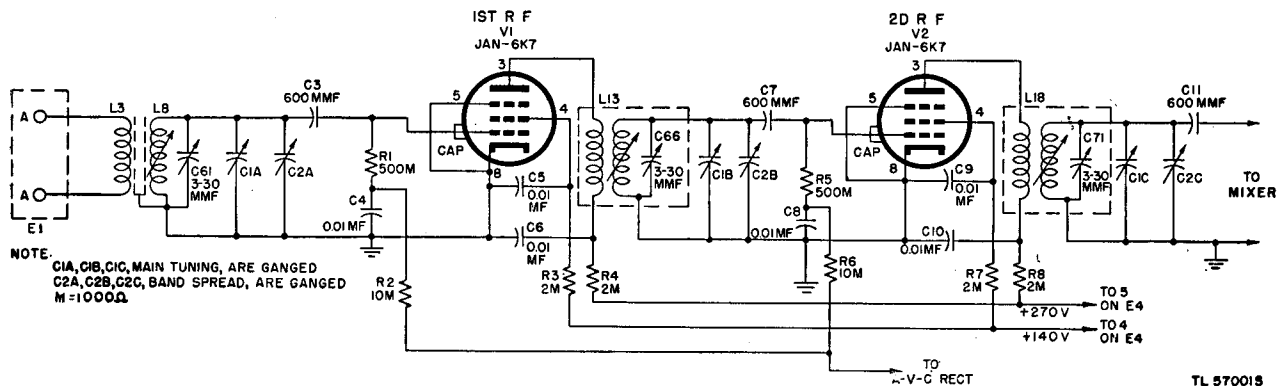 1ST R F
V1
JAN-6K7
2D R F
V2
JAN-6K7
A
A
E1
L3
L8
C61
3-30
MMF
C1A
C2A
C3
600 MMF
R1
500M
C4
0.01 MF
R2
10M
3
5
4
CAP
8
C5
0.01
MF
C6
0.01
MF
R3
2M
R4
2M
L13
C66
3-30
MMF
C1B
C2B
C7
600 MMF
R5
500M
C8
0.01 MF
R6
10M
3
5
4
CAP
8
C9
0.01
MF
C10
0.01MF
R7
2M
R8
2M
L18
C71
3-30
MMF
C1C
C2C
C11
600 MMF
TO
MIXER
+270V
TO 5
ON E4
+140V
TO 4
ON E4
TO
-V-C RECT
NOTE.
C1A,C1B,C1C, MAIN TUNING, ARE GANGED
C2A,C2B,C2C, BAND SPREAD, ARE GANGED
M=1000Ω
TL 57001S